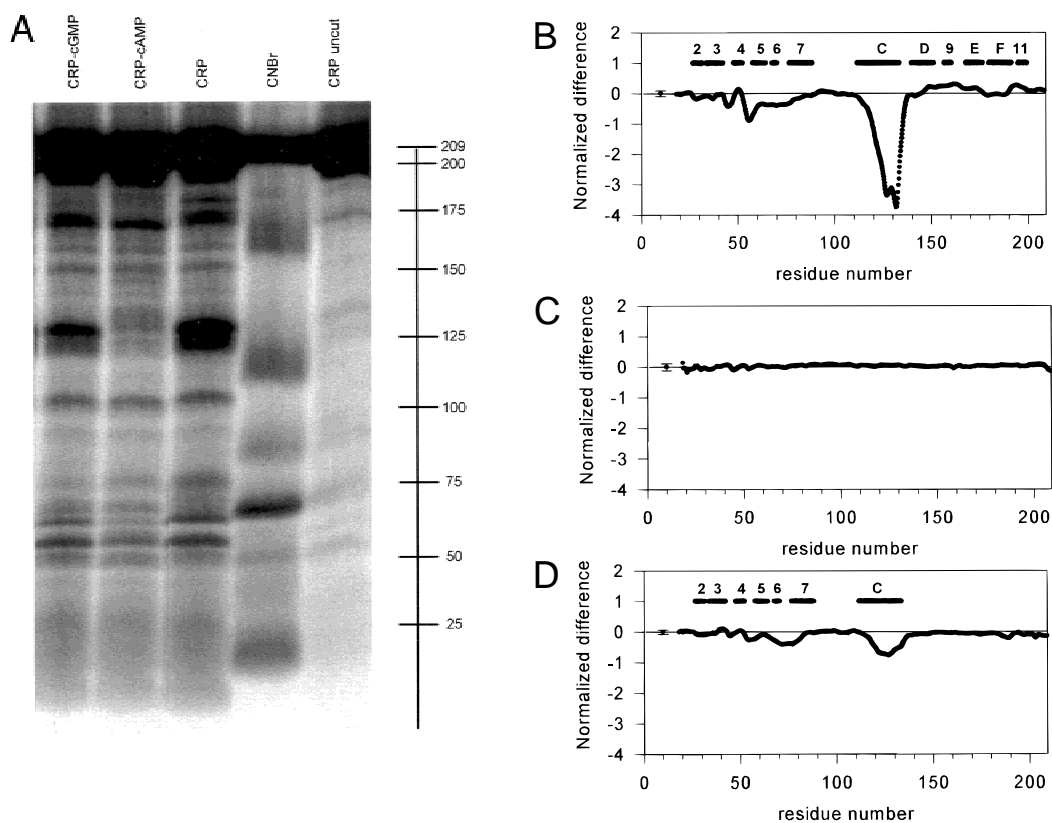 A
CRP-cGMP
CRP-cAMP
CRP
CNBr
CRP uncut
209
200
175
150
125
100
75
50
25
B
Normalized difference
2
1
0
-1
-2
-3
-4
2 3 4 5 6 7 C D 9 E F 11
0 50 100 150 200
residue number
C
Normalized difference
2
1
0
-1
-2
-3
-4
0 50 100 150 200
residue number
D
Normalized difference
2
1
0
-1
-2
-3
-4
2 3 4 5 6 7 C
0 50 100 150 200
residue number